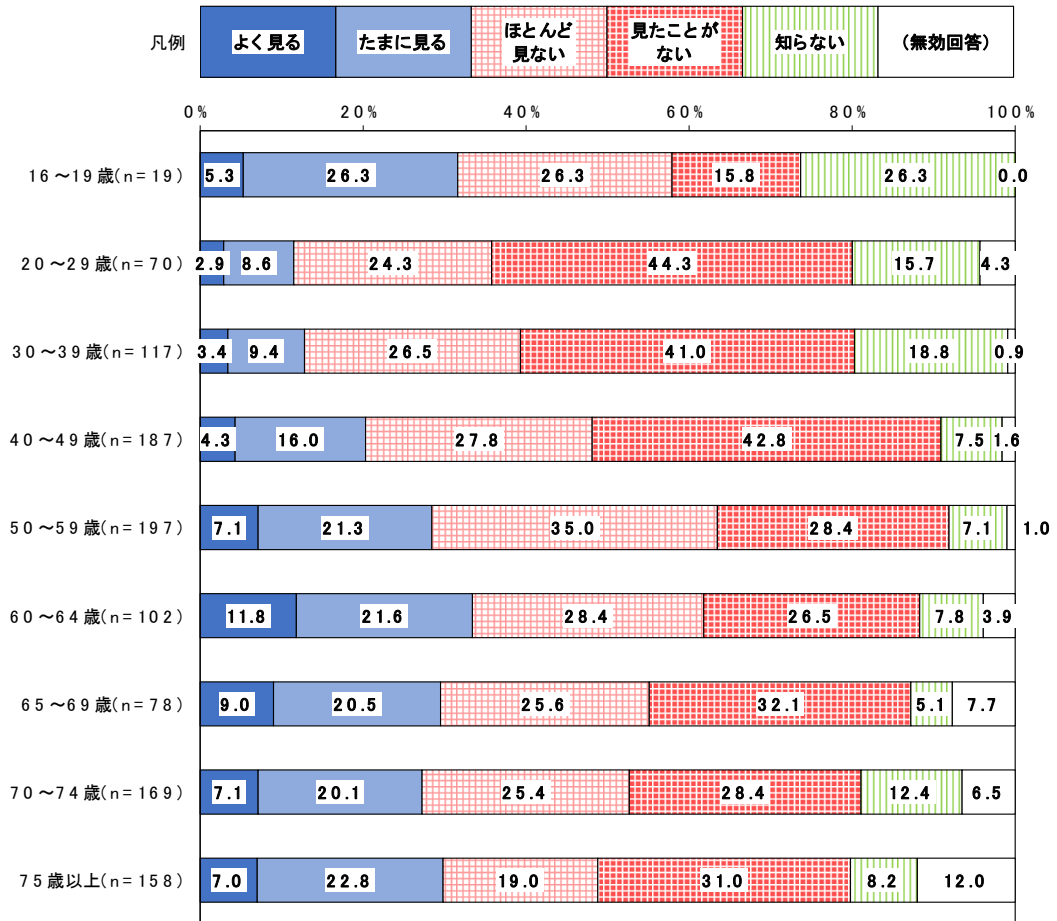 凡例 よく見る たまに見る ほとんど見ない 見たことがない 知らない (無効回答)
0% 20% 40% 60% 80% 100%
16~19歳(n=19) 5.3 26.3 26.3 15.8 26.3 0.0
20~29歳(n=70) 2.9 8.6 24.3 44.3 15.7 4.3
30~39歳(n=117) 3.4 9.4 26.5 41.0 18.8 0.9
40~49歳(n=187) 4.3 16.0 27.8 42.8 7.5 1.6
50~59歳(n=197) 7.1 21.3 35.0 28.4 7.1 1.0
60~64歳(n=102) 11.8 21.6 28.4 26.5 7.8 3.9
65~69歳(n=78) 9.0 20.5 25.6 32.1 5.1 7.7
70~74歳(n=169) 7.1 20.1 25.4 28.4 12.4 6.5
75歳以上(n=158) 7.0 22.8 19.0 31.0 8.2 12.0